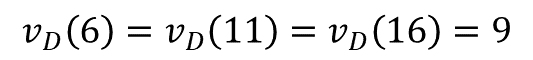 v_D(6) = v_D(11) = v_D(16) = 9